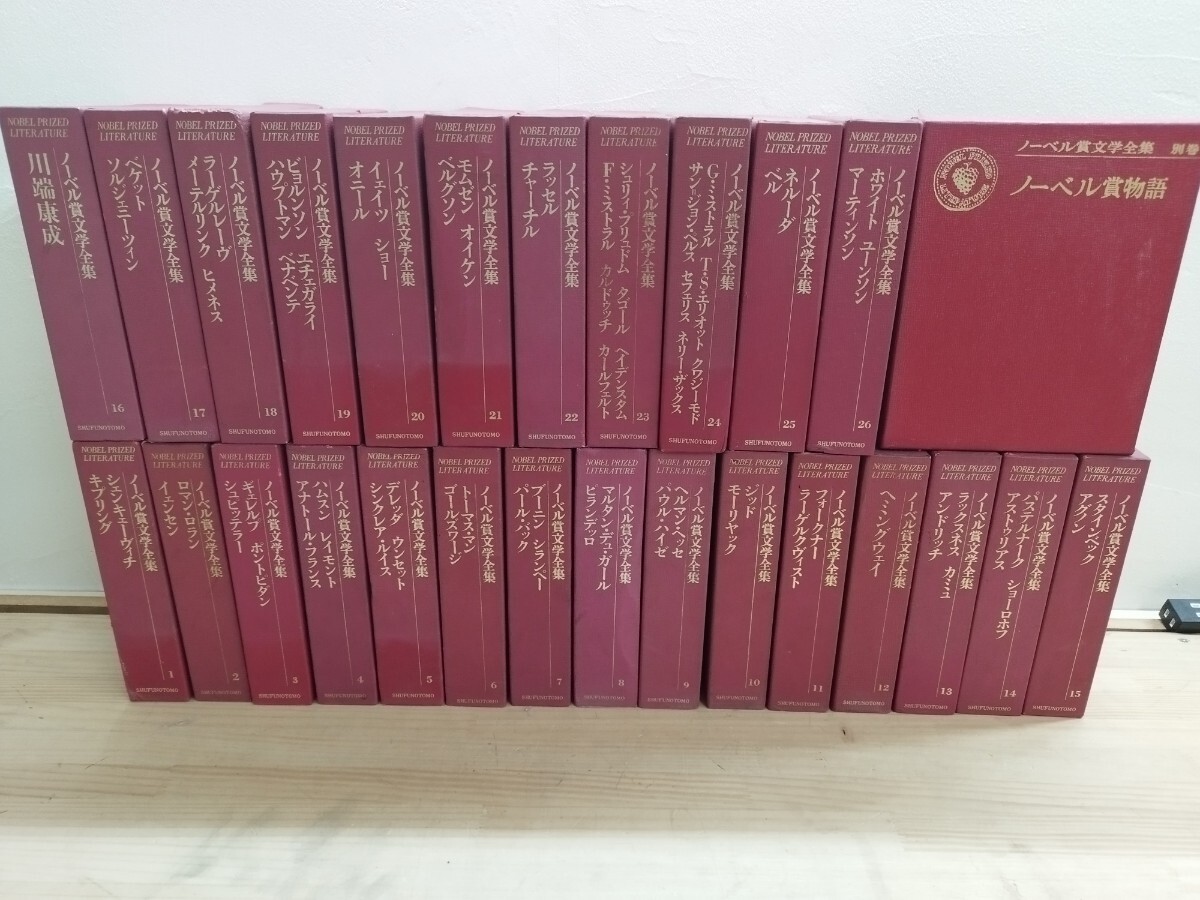 NOBEL PRIZED
LITERATURE
ノーベル賞文学全集
川端康成
16
SHUFUNOTOMO
NOBEL PRIZED
LITERATURE
ノーベル賞文学全集
ベケット
ソルジェニーツィン
17
SHUFUNOTOMO
NOBEL PRIZED
LITERATURE
ノーベル賞文学全集
ラーゲルレーヴ
メーテルリンク ヒメネス
18
SHUFUNOTOMO
NOBEL PRIZED
LITERATURE
ノーベル賞文学全集
ビョルンソン エチェガライ
ハウプトマン ベナベンテ
19
SHUFUNOTOMO
NOBEL PRIZED
LITERATURE
ノーベル賞文学全集
イェイツ ショー
オニール
20
SHUFUNOTOMO
NOBEL PRIZED
LITERATURE
ノーベル賞文学全集
モムゼン オイケン
ベルグソン
21
SHUFUNOTOMO
NOBEL PRIZED
LITERATURE
ノーベル賞文学全集
ラッセル
チャーチル
22
SHUFUNOTOMO
NOBEL PRIZED
LITERATURE
ノーベル賞文学全集
シュリィ・プリュドム タゴール ヘイデンスタム
F・ミストラル カルドゥッチ カールフェルト
23
SHUFUNOTOMO
NOBEL PRIZED
LITERATURE
ノーベル賞文学全集
G・ミストラル T・S・エリオット クワジーモド
サン=ジョン・ペルス セフェリス ネリー・ザックス
24
SHUFUNOTOMO
NOBEL PRIZED
LITERATURE
ノーベル賞文学全集
ネルーダ
ベル
25
SHUFUNOTOMO
NOBEL PRIZED
LITERATURE
ノーベル賞文学全集
ホワイト ユーンソン
マーティンソン
26
SHUFUNOTOMO
ノーベル賞文学全集 別巻
ノーベル賞物語
NOBEL PRIZED
LITERATURE
ノーベル賞文学全集
シェンキェーヴィチ
キプリング
1
SHUFUNOTOMO
NOBEL PRIZED
LITERATURE
ノーベル賞文学全集
ロマン・ロラン
イェンセン
2
SHUFUNOTOMO
NOBEL PRIZED
LITERATURE
ノーベル賞文学全集
ギェレルプ ポントピダン
シュピッテラー
3
SHUFUNOTOMO
NOBEL PRIZED
LITERATURE
ノーベル賞文学全集
ハムスン レイモント
アナトール・フランス
4
SHUFUNOTOMO
NOBEL PRIZED
LITERATURE
ノーベル賞文学全集
デレッダ ウンセット
シンクレア・ルイス
5
SHUFUNOTOMO
NOBEL PRIZED
LITERATURE
ノーベル賞文学全集
トーマス・マン
ゴールズワージ
6
SHUFUNOTOMO
NOBEL PRIZED
LITERATURE
ノーベル賞文学全集
ブーニン シランペー
パール・バック
7
SHUFUNOTOMO
NOBEL PRIZED
LITERATURE
ノーベル賞文学全集
マルタン・デュ・ガール
ピランデッロ
8
SHUFUNOTOMO
NOBEL PRIZED
LITERATURE
ノーベル賞文学全集
ヘルマン・ヘッセ
パウル・ハイゼ
9
SHUFUNOTOMO
NOBEL PRIZED
LITERATURE
ノーベル賞文学全集
ジッド
モーリヤック
10
SHUFUNOTOMO
NOBEL PRIZED
LITERATURE
ノーベル賞文学全集
フォークナー
ラーゲルクヴィスト
11
SHUFUNOTOMO
NOBEL PRIZED
LITERATURE
ノーベル賞文学全集
ヘミングウェイ
12
SHUFUNOTOMO
NOBEL PRIZED
LITERATURE
ノーベル賞文学全集
ラックスネス カミュ
アンドリッチ
13
SHUFUNOTOMO
NOBEL PRIZED
LITERATURE
ノーベル賞文学全集
パステルナーク ショーロホフ
アストゥリアス
14
SHUFUNOTOMO
NOBEL PRIZED
LITERATURE
ノーベル賞文学全集
スタインベック
アグノン
15
SHUFUNOTOMO